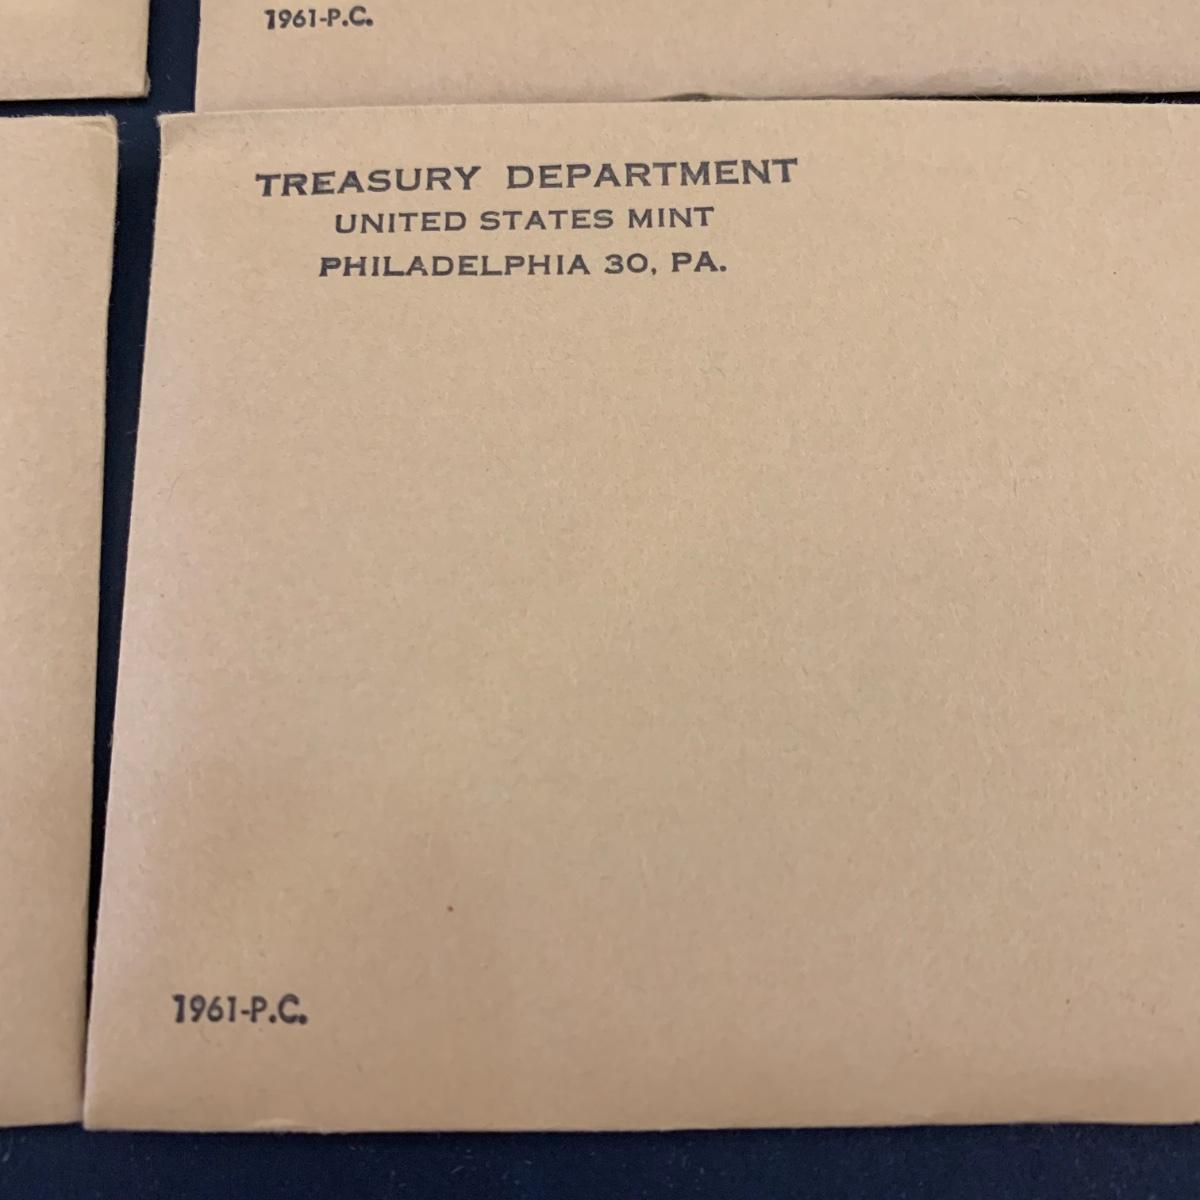 1961-P.C.
TREASURY DEPARTMENT
UNITED STATES MINT
PHILADELPHIA 30, PA.
1961-P.C.